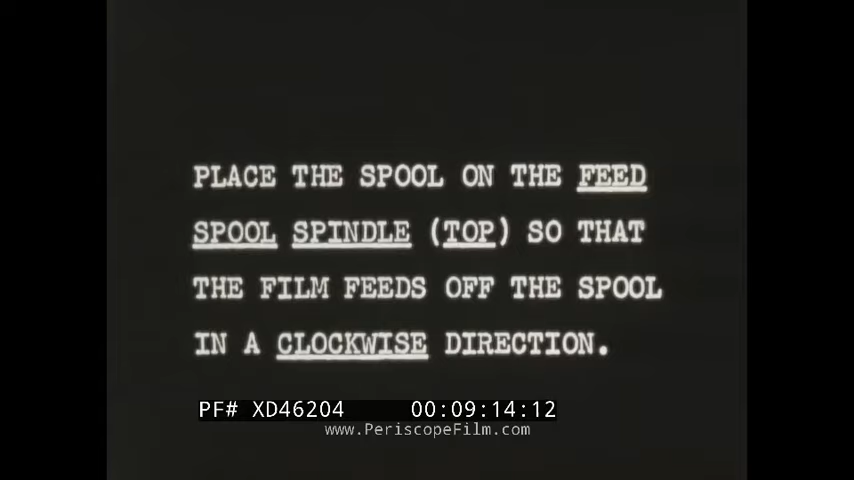 PLACE THE SPOOL ON THE FEED
SPOOL SPINDLE (TOP) SO THAT
THE FILM FEEDS OFF THE SPOOL
IN A CLOCKWISE DIRECTION.
PF# XD46204 00:09:14:12
www.PeriscopeFilm.com